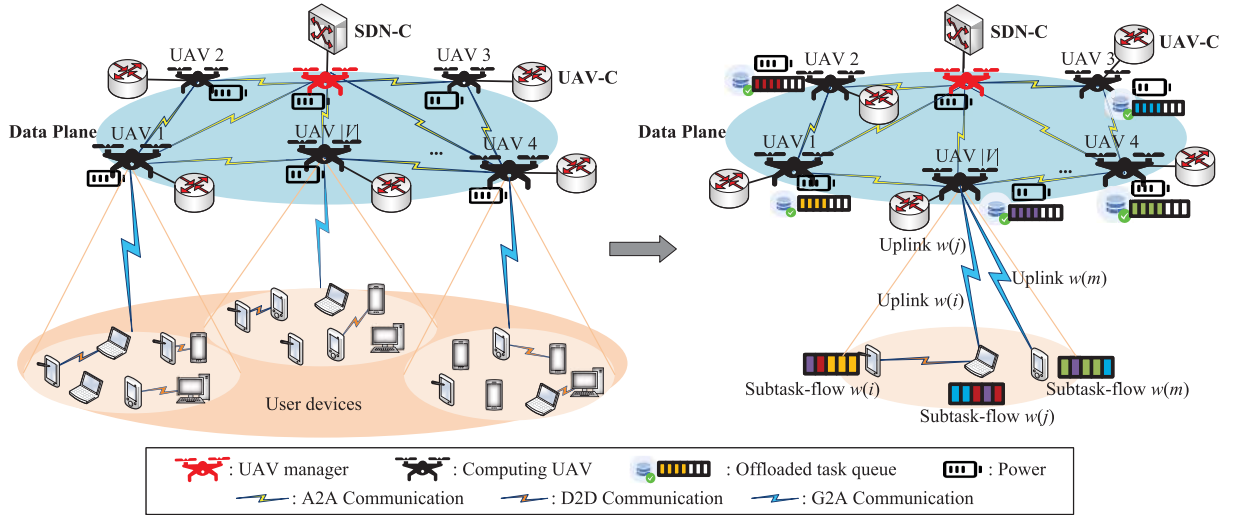 SDN-C
UAV 2
UAV 3
UAV-C
Data Plane
UAV 1
UAV |V|
...
UAV 4
User devices
SDN-C
UAV 2
UAV 3
UAV-C
Data Plane
UAV 1
UAV |V|
...
UAV 4
Uplink w(j)
Uplink w(m)
Uplink w(i)
Subtask-flow w(i)
Subtask-flow w(m)
Subtask-flow w(j)
: UAV manager : Computing UAV : Offloaded task queue : Power
: A2A Communication : D2D Communication : G2A Communication